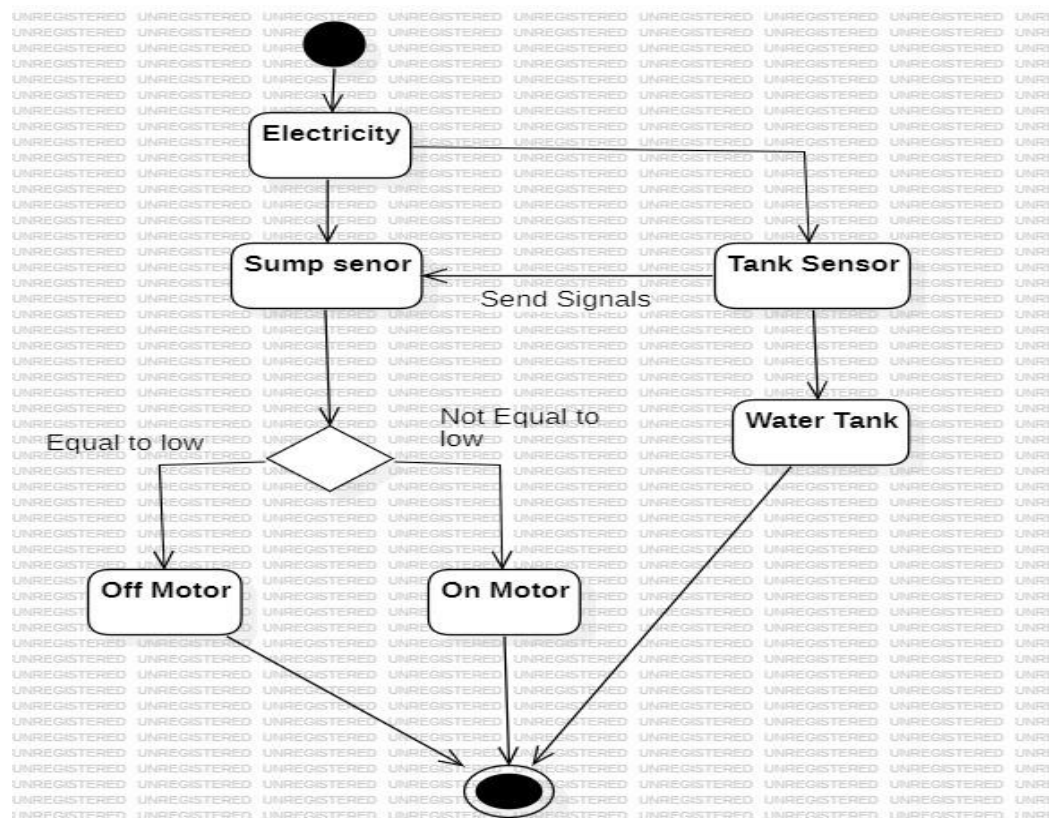 Electricity
Sump senor
Tank Sensor
Send Signals
Equal to low
Not Equal to
low
Water Tank
Off Motor
On Motor
UNREGISTERED